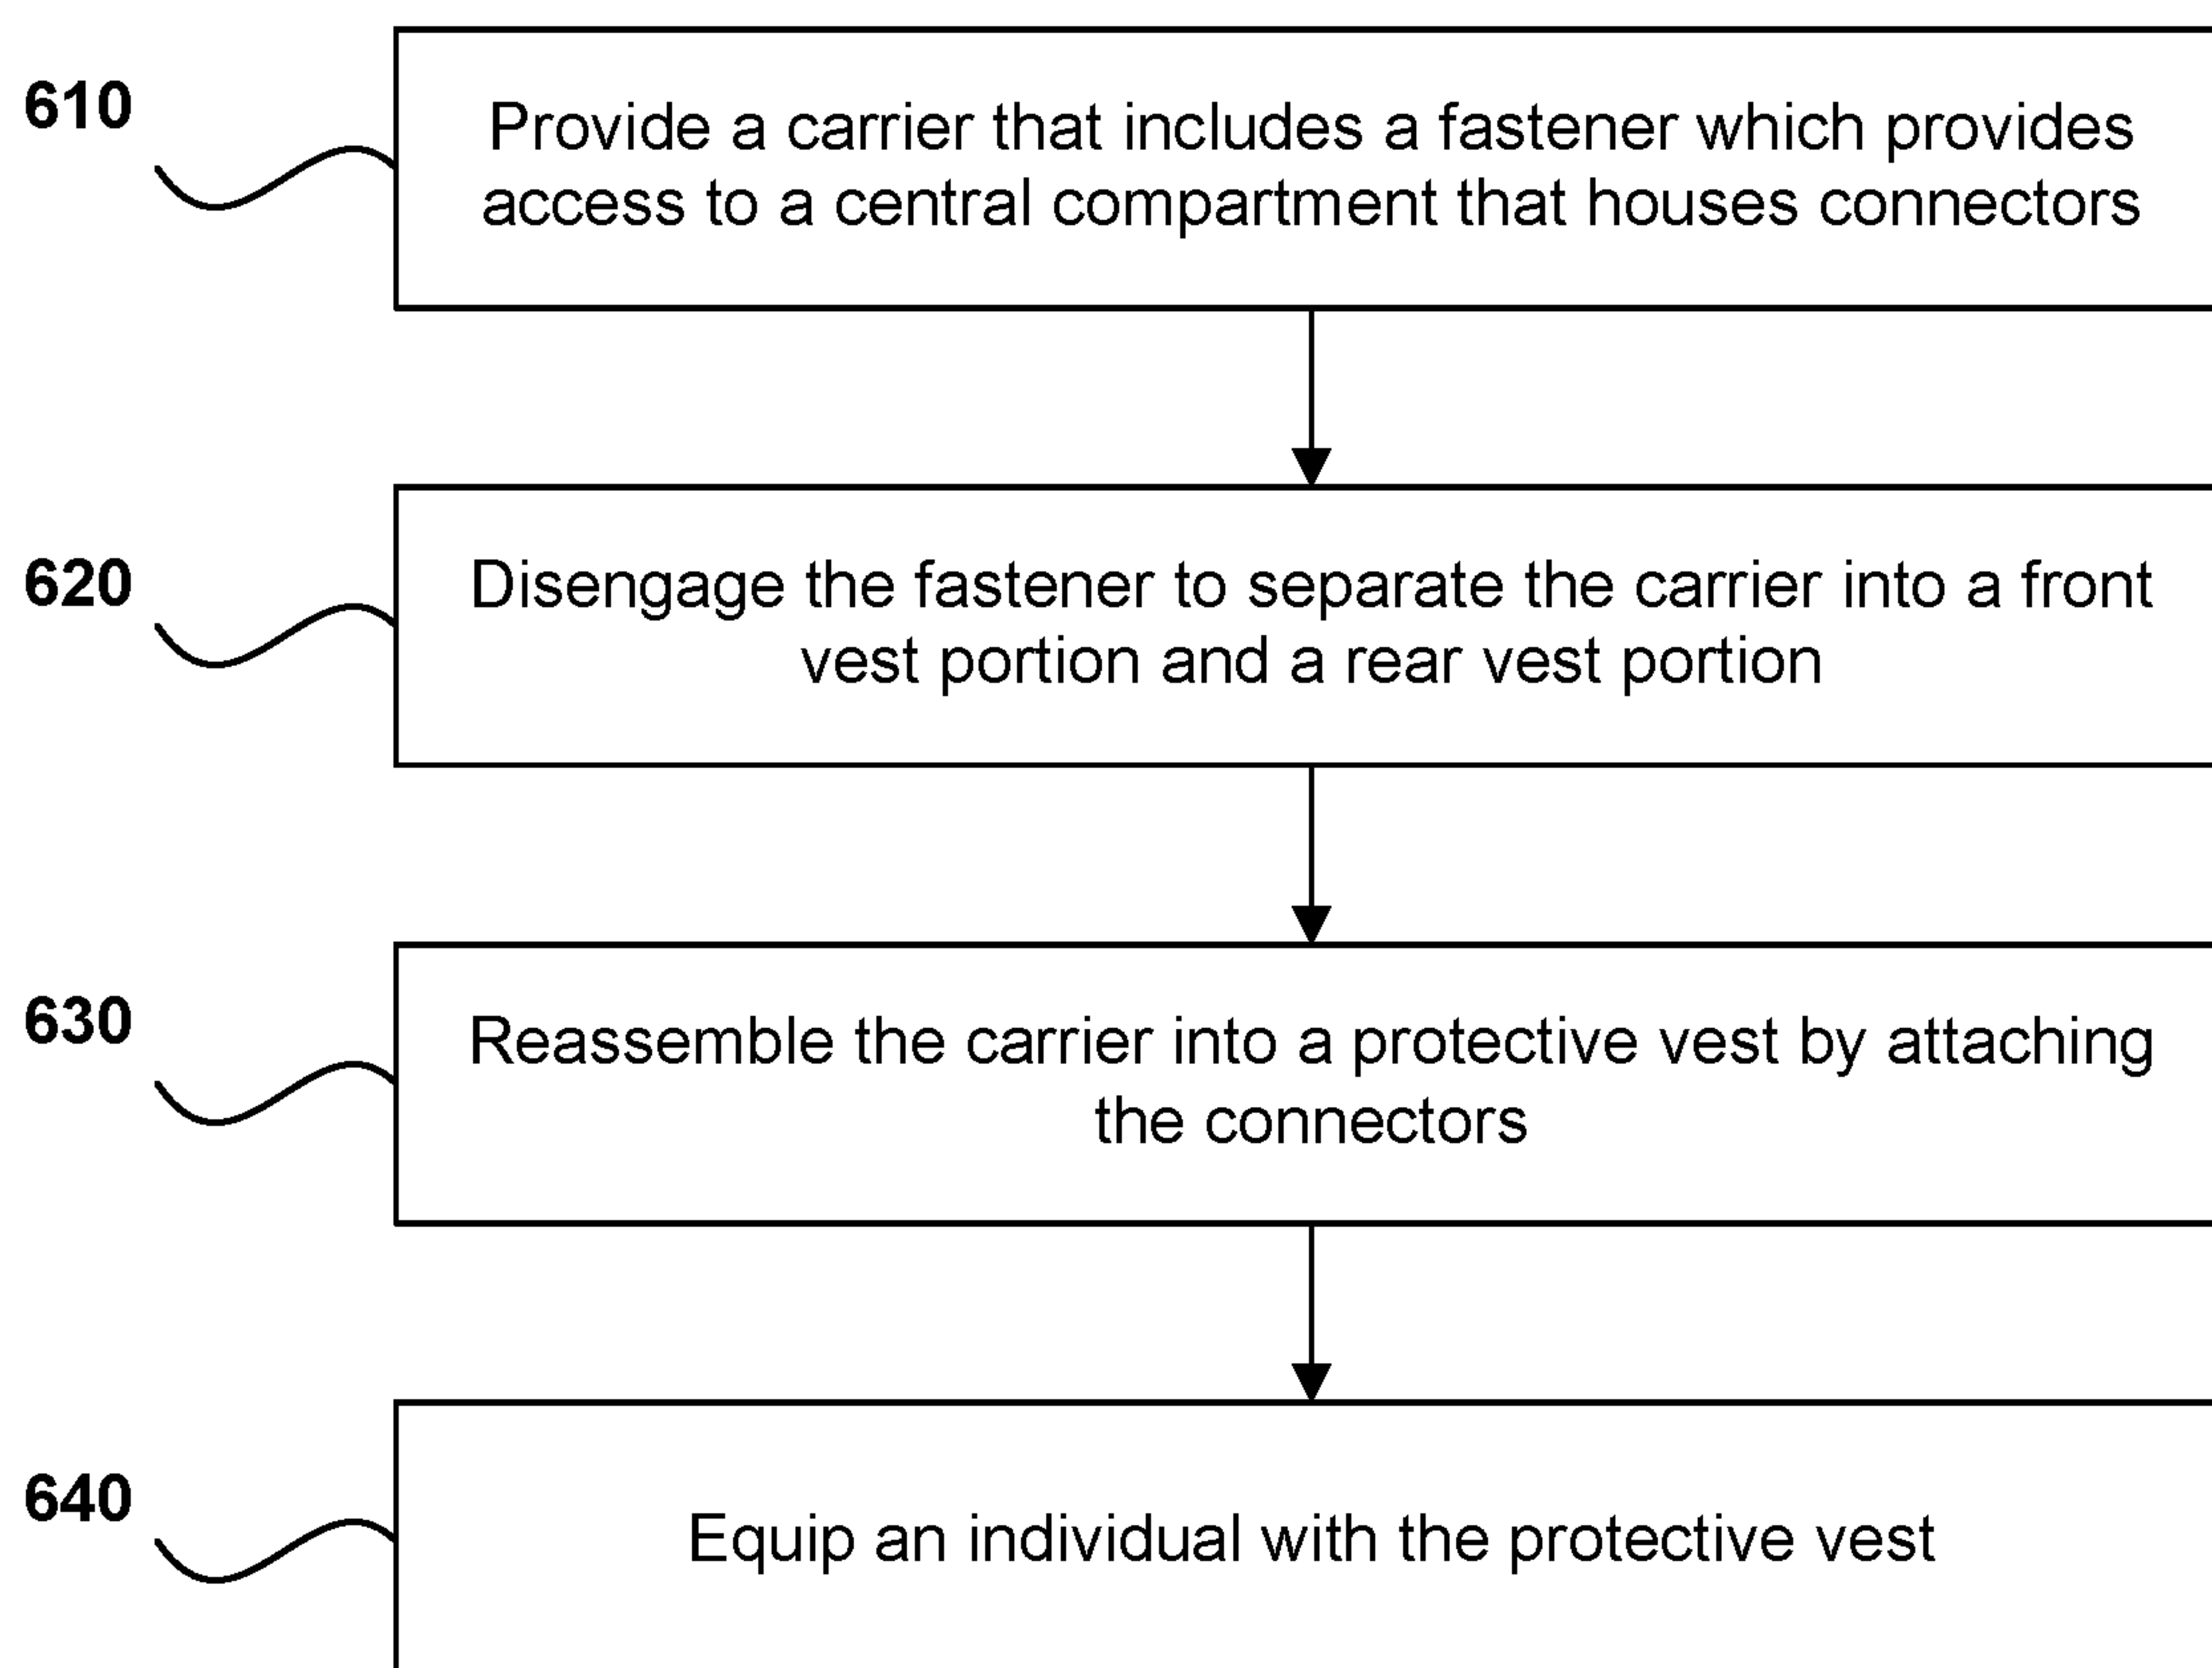 610
Provide a carrier that includes a fastener which provides
access to a central compartment that houses connectors
620
Disengage the fastener to separate the carrier into a front
vest portion and a rear vest portion
630
Reassemble the carrier into a protective vest by attaching
the connectors
640
Equip an individual with the protective vest